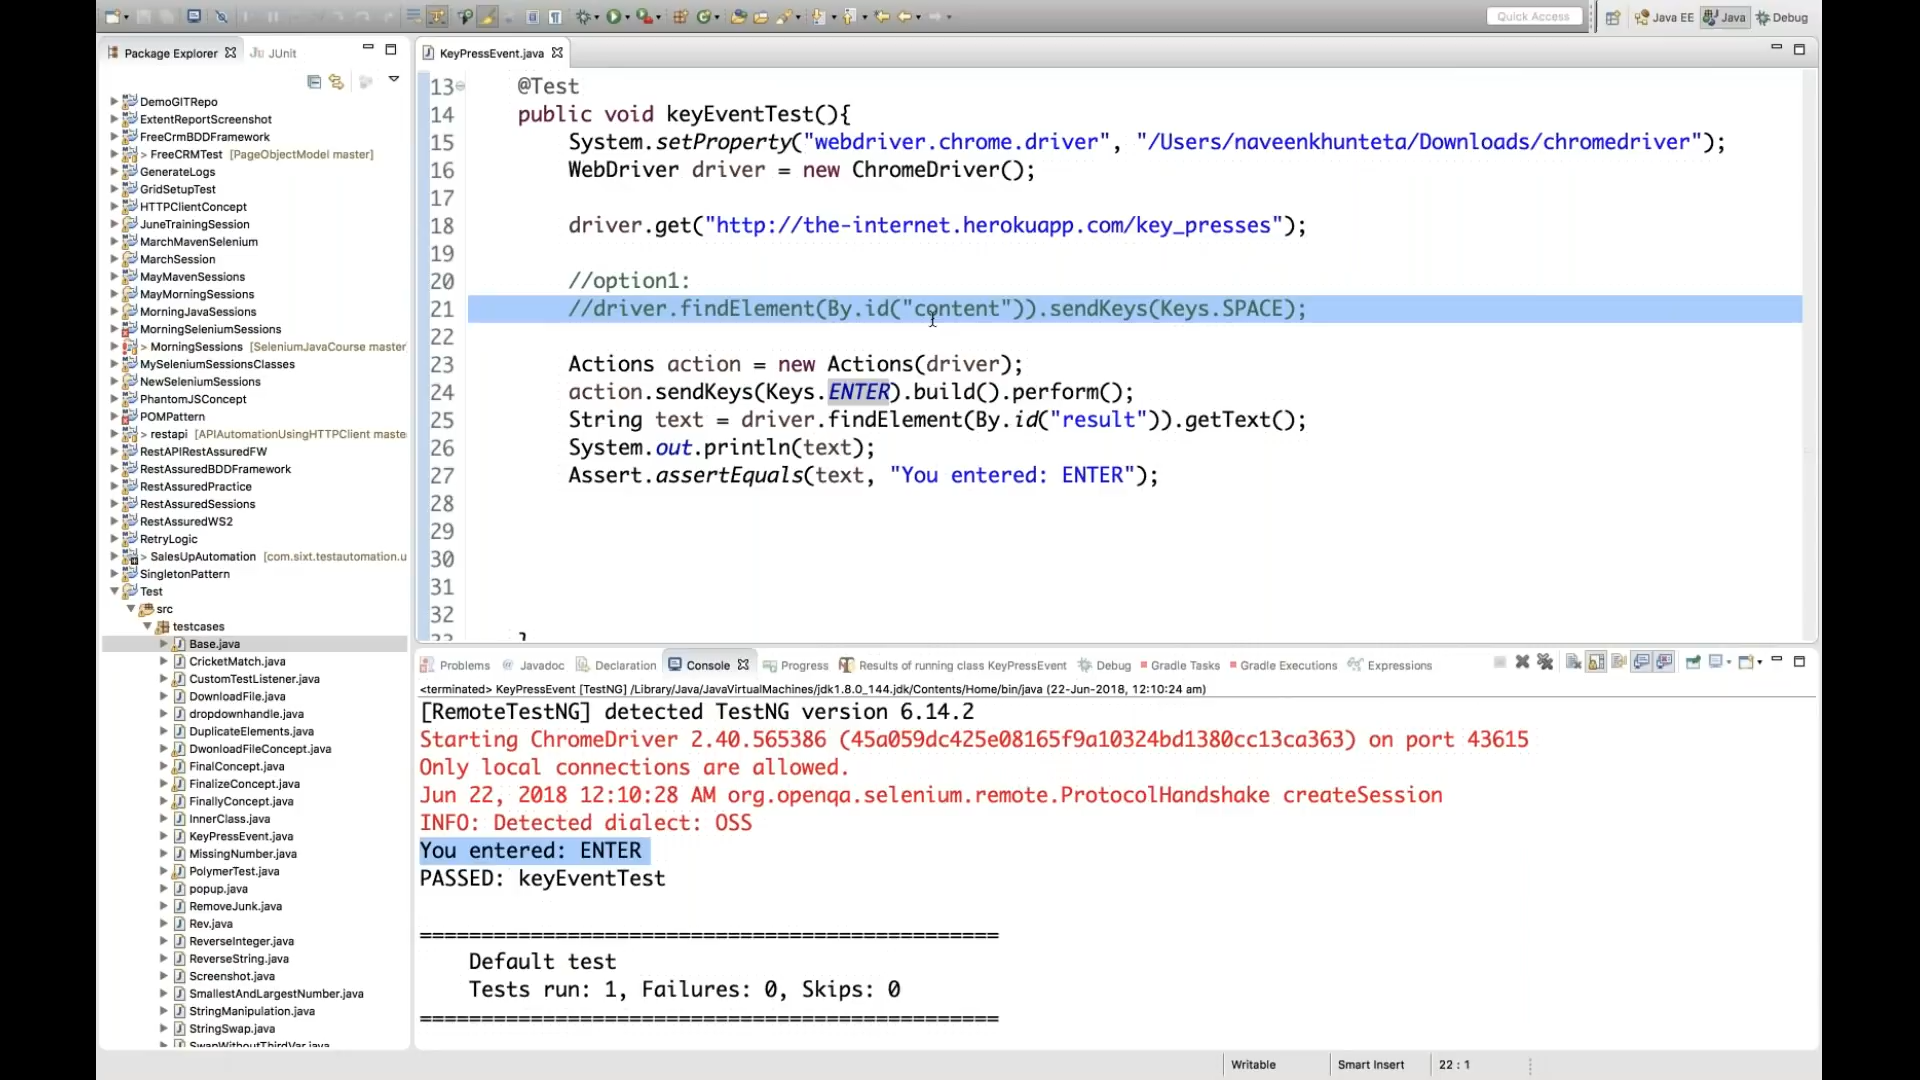 Quick Access
Java EE
Java
Debug
Package Explorer
JUnit
KeyPressEvent.java
DemoGITRepo
ExtentReportScreenshot
FreeCrmBDDFramework
> FreeCRMTest [PageObjectModel master]
GenerateLogs
GridSetupTest
HTTPClientConcept
JuneTrainingSession
MarchMavenSelenium
MarchSession
MayMavenSessions
MayMorningSessions
MorningJavaSessions
MorningSeleniumSessions
> MorningSessions [SeleniumJavaCourse master
MySeleniumSessionsClasses
NewSeleniumSessions
PhantomJSConcept
POMPattern
> restapi [APIAutomationUsingHTTPClient maste
RestAPIRestAssuredFW
RestAssuredBDDFramework
RestAssuredPractice
RestAssuredSessions
RestAssuredWS2
RetryLogic
> SalesUpAutomation [com.sixt.testautomation.u
SingletonPattern
Test
src
testcases
Base.java
CricketMatch.java
CustomTestListener.java
DownloadFile.java
dropdownhandle.java
DuplicateElements.java
DwonloadFileConcept.java
FinalConcept.java
FinalizeConcept.java
FinallyConcept.java
InnerClass.java
KeyPressEvent.java
MissingNumber.java
PolymerTest.java
popup.java
RemoveJunk.java
Rev.java
ReverseInteger.java
ReverseString.java
Screenshot.java
SmallestAndLargestNumber.java
StringManipulation.java
StringSwap.java
SwapWithoutThirdVar.java
13 @Test
14 public void keyEventTest(){
15 System.setProperty("webdriver.chrome.driver", "/Users/naveenkhunteta/Downloads/chromedriver");
16 WebDriver driver = new ChromeDriver();
17
18 driver.get("http://the-internet.herokuapp.com/key_presses");
19
20 //option1:
21 //driver.findElement(By.id("content")).sendKeys(Keys.SPACE);
22
23 Actions action = new Actions(driver);
24 action.sendKeys(Keys.ENTER).build().perform();
25 String text = driver.findElement(By.id("result")).getText();
26 System.out.println(text);
27 Assert.assertEquals(text, "You entered: ENTER");
28
29
30
31
32
33 }
Problems
Javadoc
Declaration
Console
Progress
Results of running class KeyPressEvent
Debug
Gradle Tasks
Gradle Executions
Expressions
<terminated> KeyPressEvent [TestNG] /Library/Java/JavaVirtualMachines/jdk1.8.0_144.jdk/Contents/Home/bin/java (22-Jun-2018, 12:10:24 am)
[RemoteTestNG] detected TestNG version 6.14.2
Starting ChromeDriver 2.40.565386 (45a059dc425e08165f9a10324bd1380cc13ca363) on port 43615
Only local connections are allowed.
Jun 22, 2018 12:10:28 AM org.openqa.selenium.remote.ProtocolHandshake createSession
INFO: Detected dialect: OSS
You entered: ENTER
PASSED: keyEventTest
===============================================
Default test
Tests run: 1, Failures: 0, Skips: 0
===============================================
Writable
Smart Insert
22 : 1